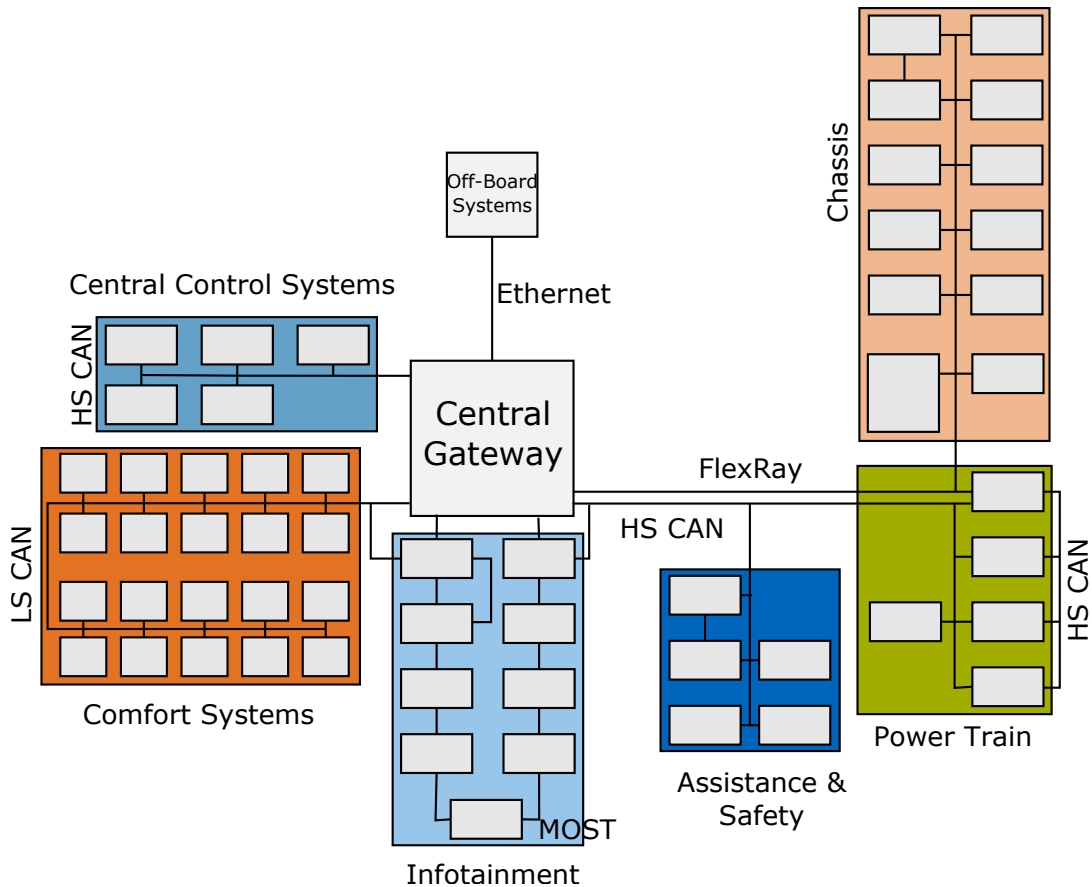 Off-Board
Systems
Chassis
Central Control Systems
Ethernet
HS CAN
Central
Gateway
FlexRay
HS CAN
LS CAN
HS CAN
Comfort Systems
Power Train
Assistance &
Safety
MOST
Infotainment